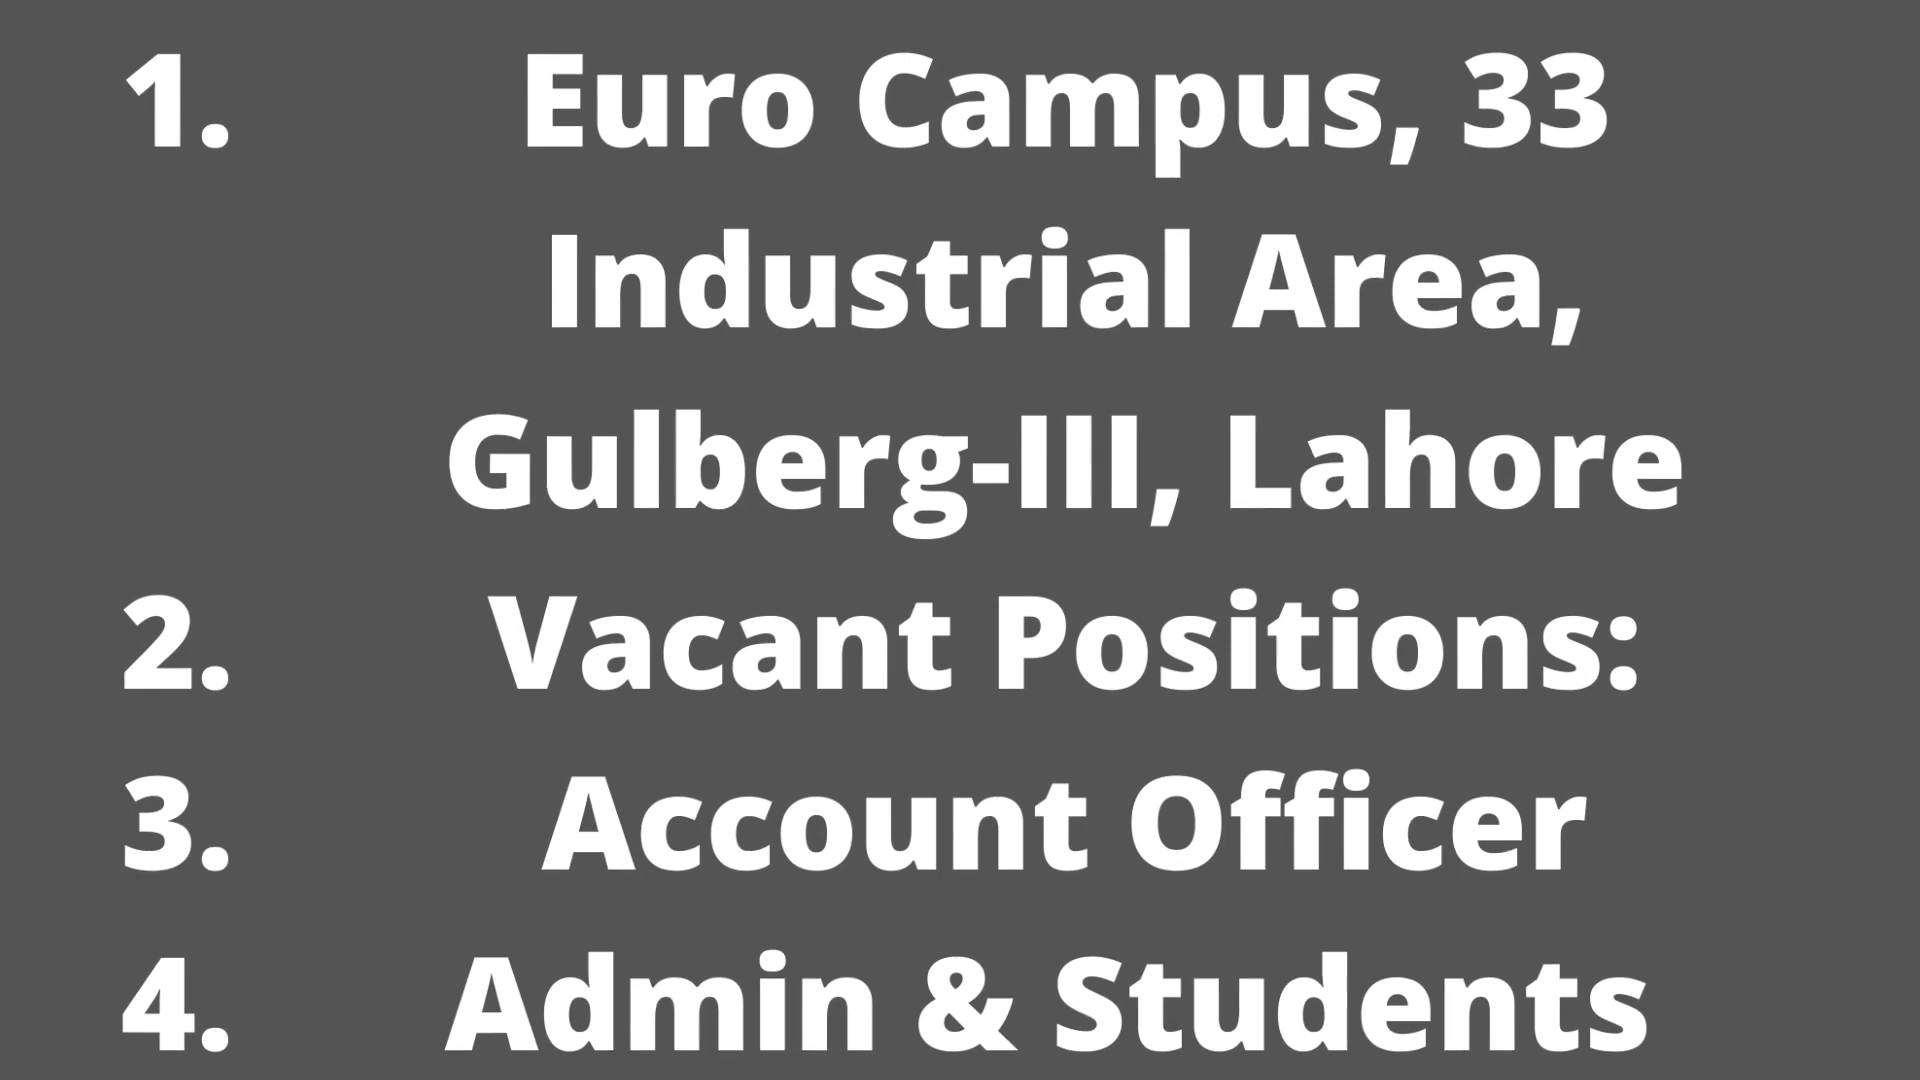 1. Euro Campus, 33
Industrial Area,
Gulberg-III, Lahore
2. Vacant Positions:
3. Account Officer
4. Admin & Students